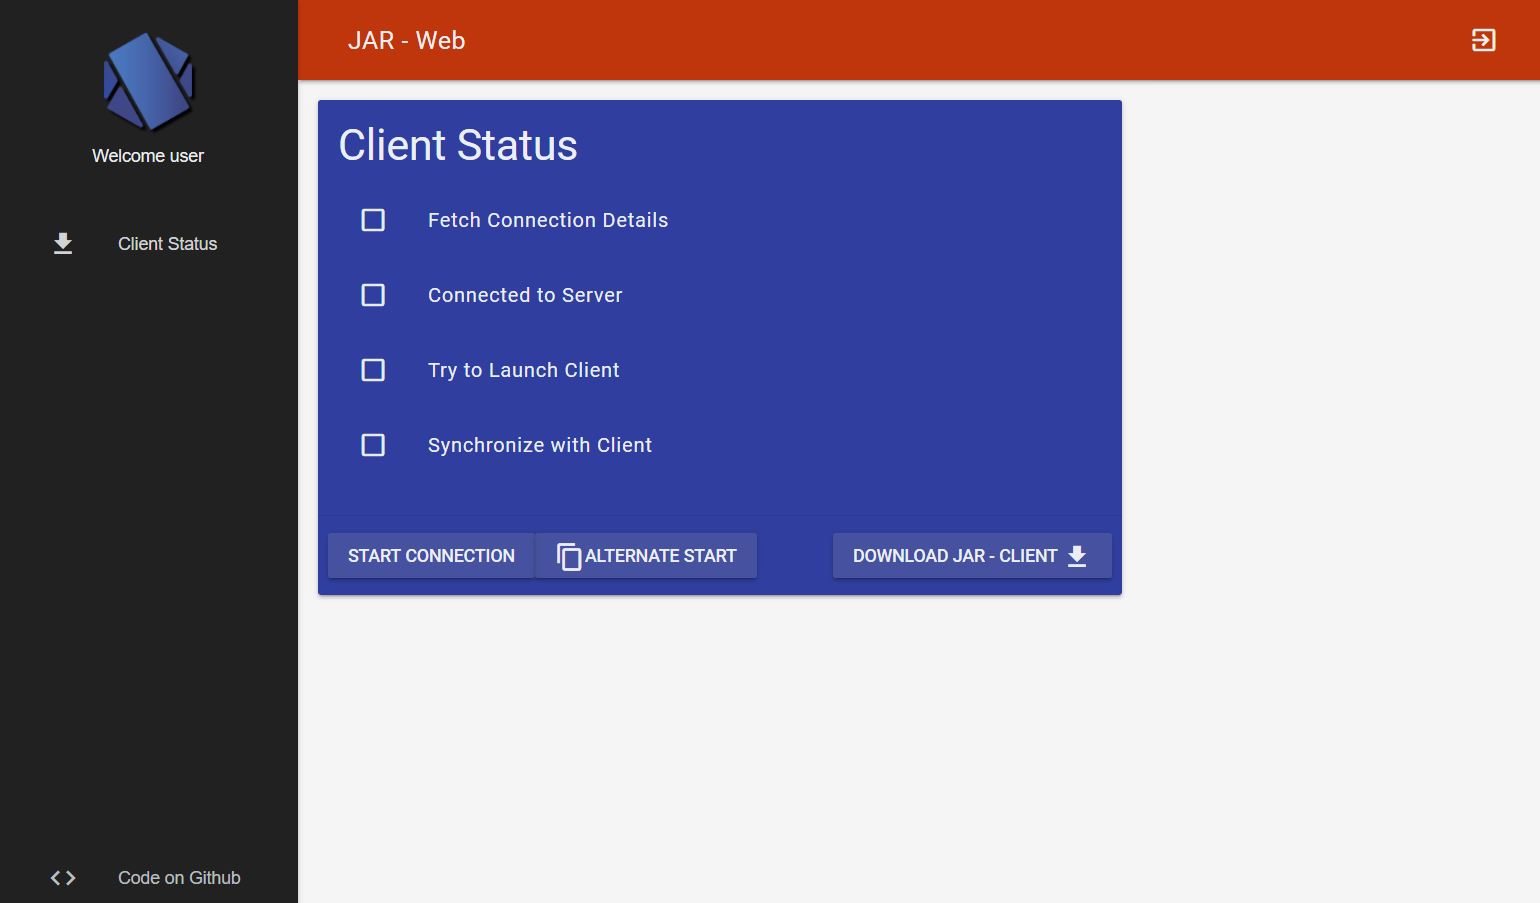 JAR - Web
Welcome user
Client Status
Code on Github
Client Status
Fetch Connection Details
Connected to Server
Try to Launch Client
Synchronize with Client
START CONNECTION
ALTERNATE START
DOWNLOAD JAR - CLIENT